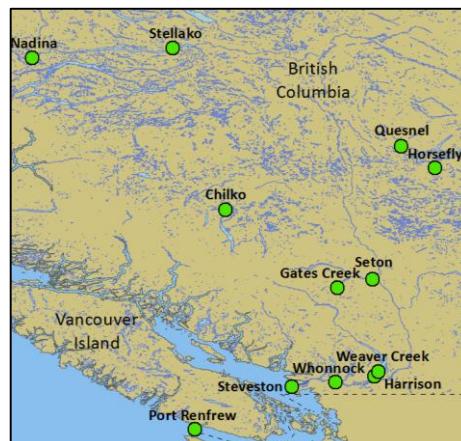 Stellako
Nadina
British
Columbia
Quesnel
Horsefly
Chilko
Seton
Gates Creek
Vancouver
Island
Weaver Creek
Whonnock
Harrison
Steveston
Port Renfrew